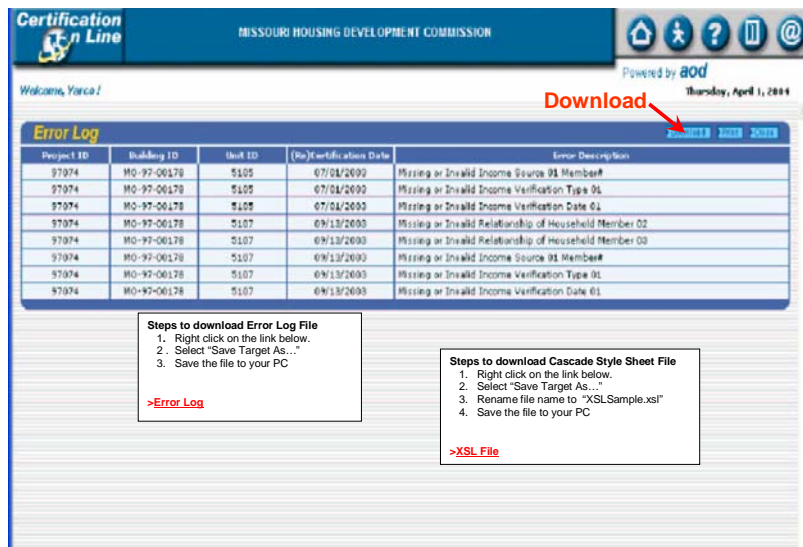 Certification
On Line
MISSOURI HOUSING DEVELOPMENT COMMISSION
Powered by aod
Welcome, Yarco!
Thursday, April 1, 2004
Download
Error Log
Project ID Building ID Unit ID (Re)Certification Date Error Description
97074 MO-97-00178 5105 07/01/2003 Missing or Invalid Income Source 01 Member#
97074 MO-97-00178 5105 07/01/2003 Missing or Invalid Income Verification Type 01
97074 MO-97-00178 5105 07/01/2003 Missing or Invalid Income Verification Date 01
97074 MO-97-00178 5107 09/13/2003 Missing or Invalid Relationship of Household Member 02
97074 MO-97-00178 5107 09/13/2003 Missing or Invalid Relationship of Household Member 03
97074 MO-97-00178 5107 09/13/2003 Missing or Invalid Income Source 01 Member#
97074 MO-97-00178 5107 09/13/2003 Missing or Invalid Income Verification Type 01
97074 MO-97-00178 5107 09/13/2003 Missing or Invalid Income Verification Date 01
Steps to download Error Log File
1. Right click on the link below.
2 . Select “Save Target As…”
3. Save the file to your PC
>Error Log
Steps to download Cascade Style Sheet File
1. Right click on the link below.
2. Select “Save Target As…”
3. Rename file name to “XSLSample.xsl”
4. Save the file to your PC
>XSL File